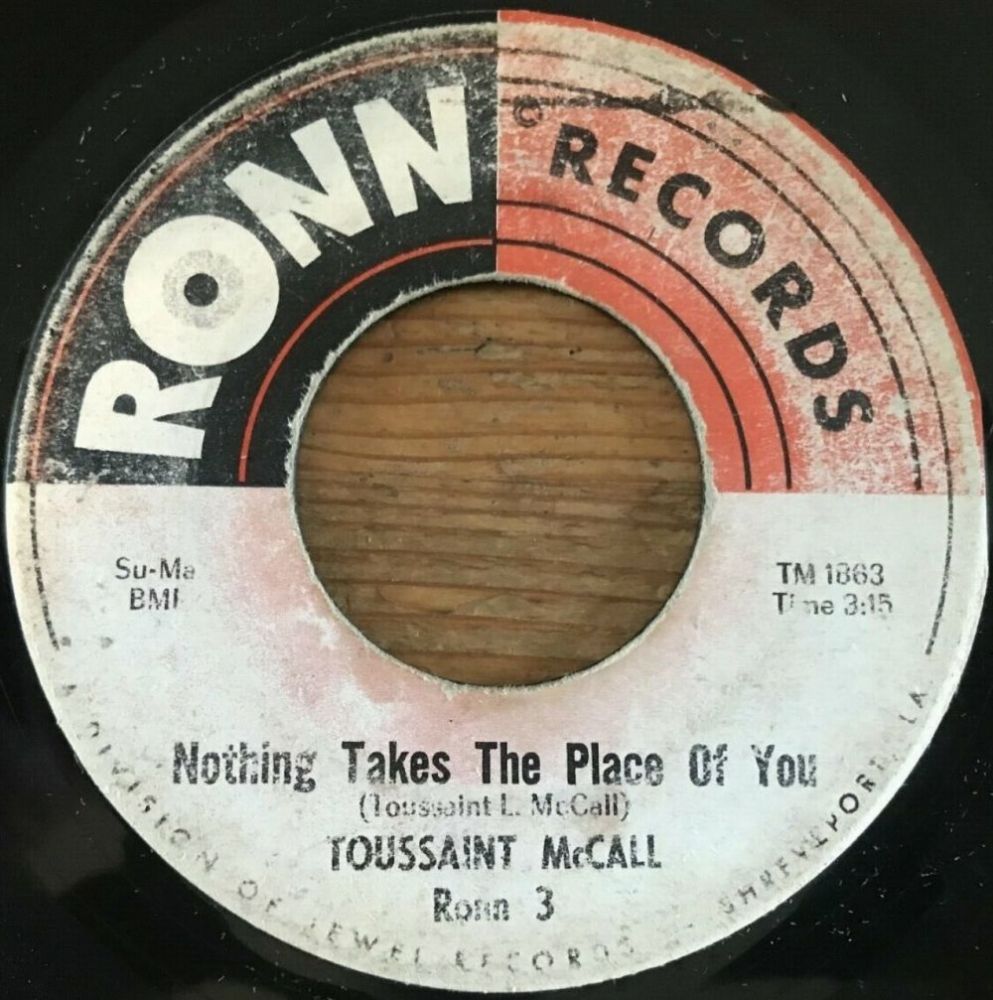 RONN © RECORDS
Su-Ma
BMI
TM 1863
Time 3:15
Nothing Takes The Place Of You
(Toussaint L. McCall)
TOUSSAINT McCALL
Ronn 3
A DIVISION OF JEWEL RECORDS - SHREVEPORT, LA.